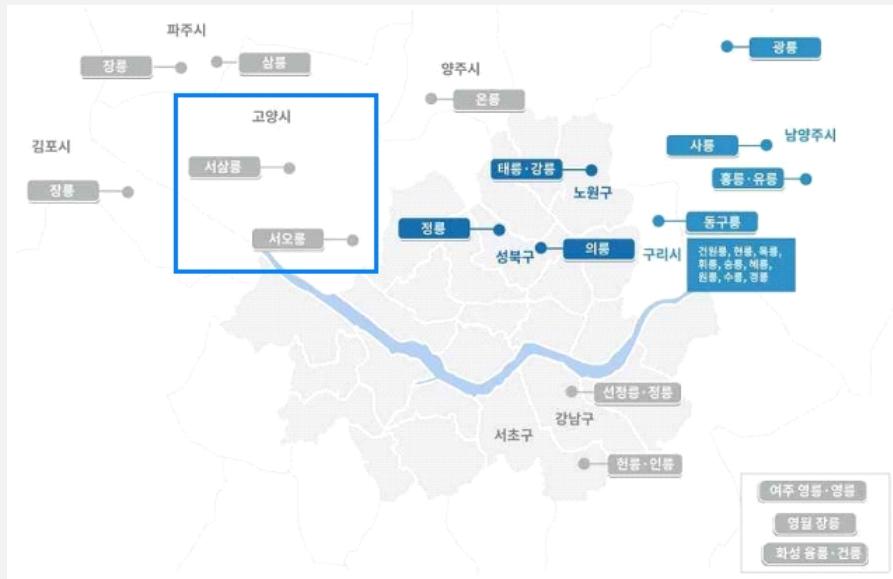 파주시
장릉
삼릉
광릉
양주시
온릉
고양시
남양주시
사릉
김포시
서삼릉
태릉·강릉
홍릉·유릉
장릉
노원구
동구릉
정릉
서오릉
성북구
의릉
구리시
건원릉, 현릉, 목릉,
휘릉, 숭릉, 혜릉,
원릉, 수릉, 경릉
선정릉·정릉
강남구
서초구
헌릉·인릉
여주 영릉·영릉
영월 장릉
화성 융릉·건릉